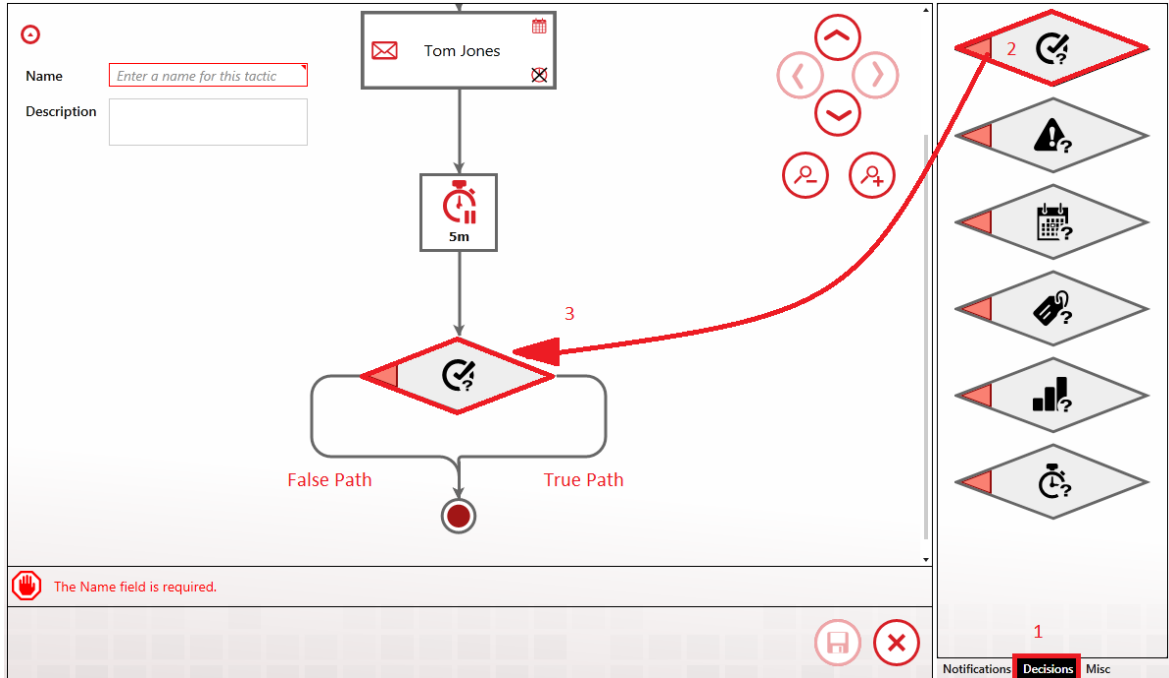 Name
Enter a name for this tactic
Description
Tom Jones
5m
2
3
False Path
True Path
The Name field is required.
1
Notifications
Decisions
Misc